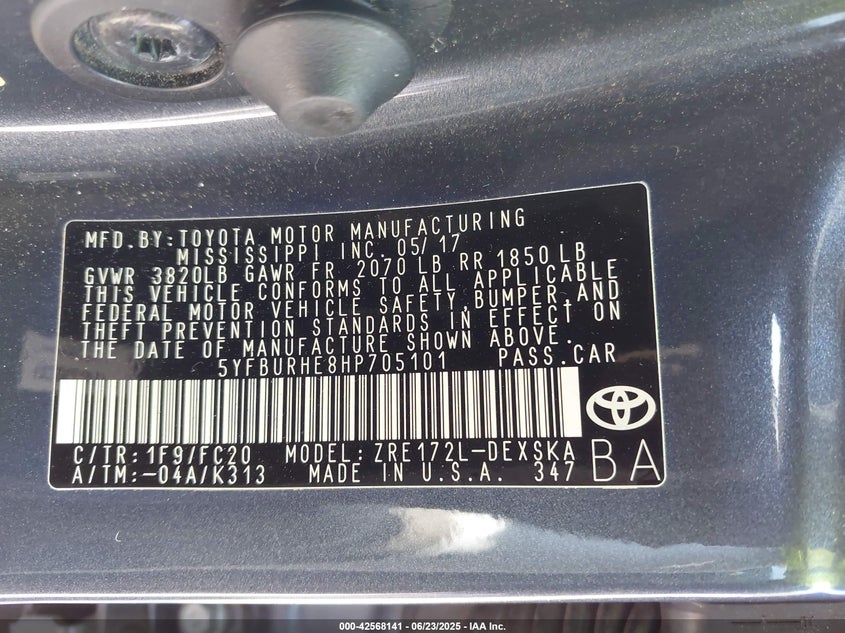 MFD. BY: TOYOTA MOTOR MANUFACTURING
MISSISSIPPI INC. 05/17
GVWR 3820LB GAWR FR. 2070 LB RR 1850 LB
THIS VEHICLE CONFORMS TO ALL APPLICABLE
FEDERAL MOTOR VEHICLE SAFETY, BUMPER, AND
THEFT PREVENTION STANDARDS IN EFFECT ON
THE DATE OF MANUFACTURE SHOWN ABOVE.
5YFBURHE8HP705101 PASS. CAR
C/TR: 1F9/FC20 MODEL: ZRE172L-DEXSKA
A/TM: -04A/K313 MADE IN U.S.A. 347
BA
000-42568141 - 06/23/2025 - IAA Inc.